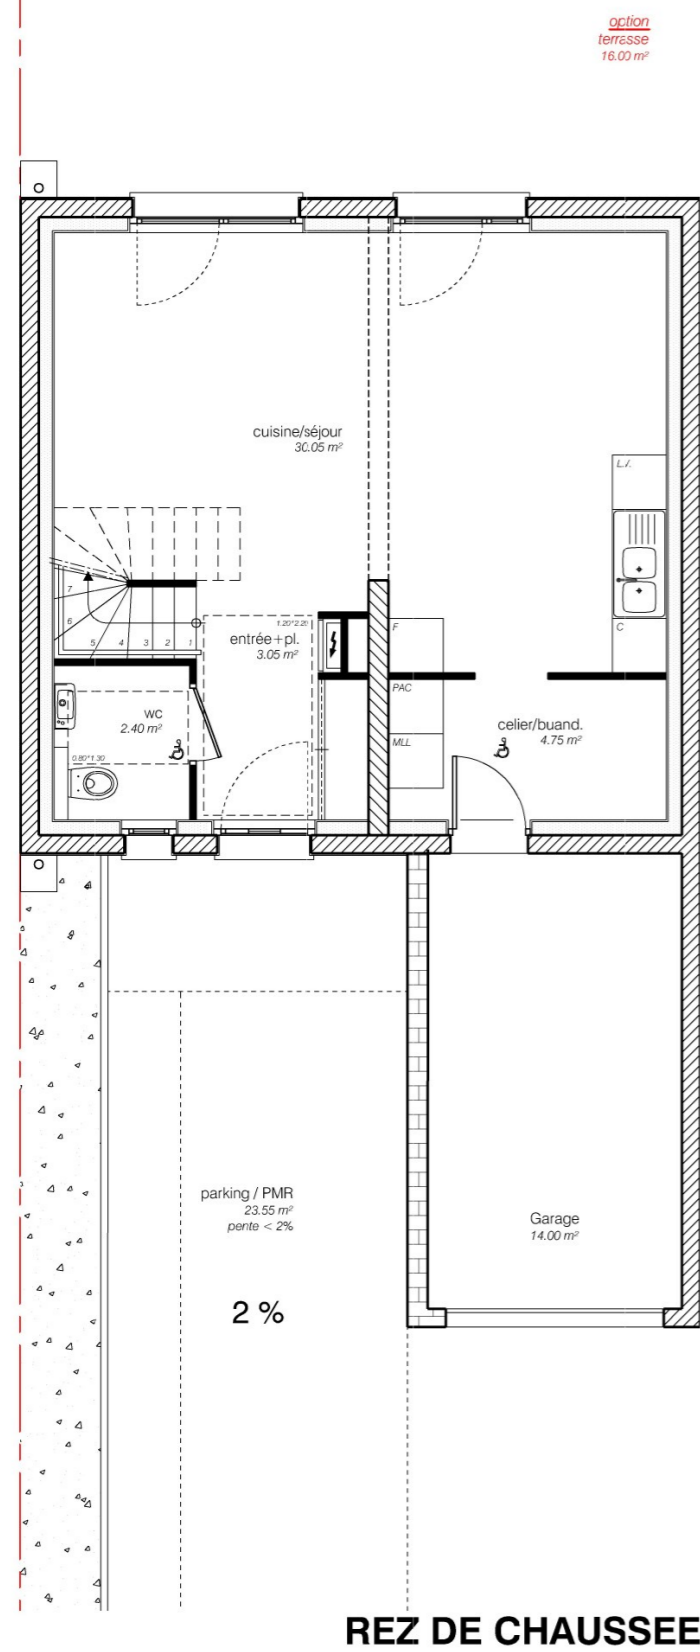 option
terrasse
16.00 m²
cuisine/séjour
30.05 m²
L.V.
7
6
5
4
3
2
1
1.20*2.20
entrée+pl.
3.05 m²
F
C
PAC
wc
2.40 m²
celier/buand.
4.75 m²
MLL
0.80*1.30
parking / PMR
23.55 m²
pente < 2%
Garage
14.00 m²
2 %
REZ DE CHAUSSEE